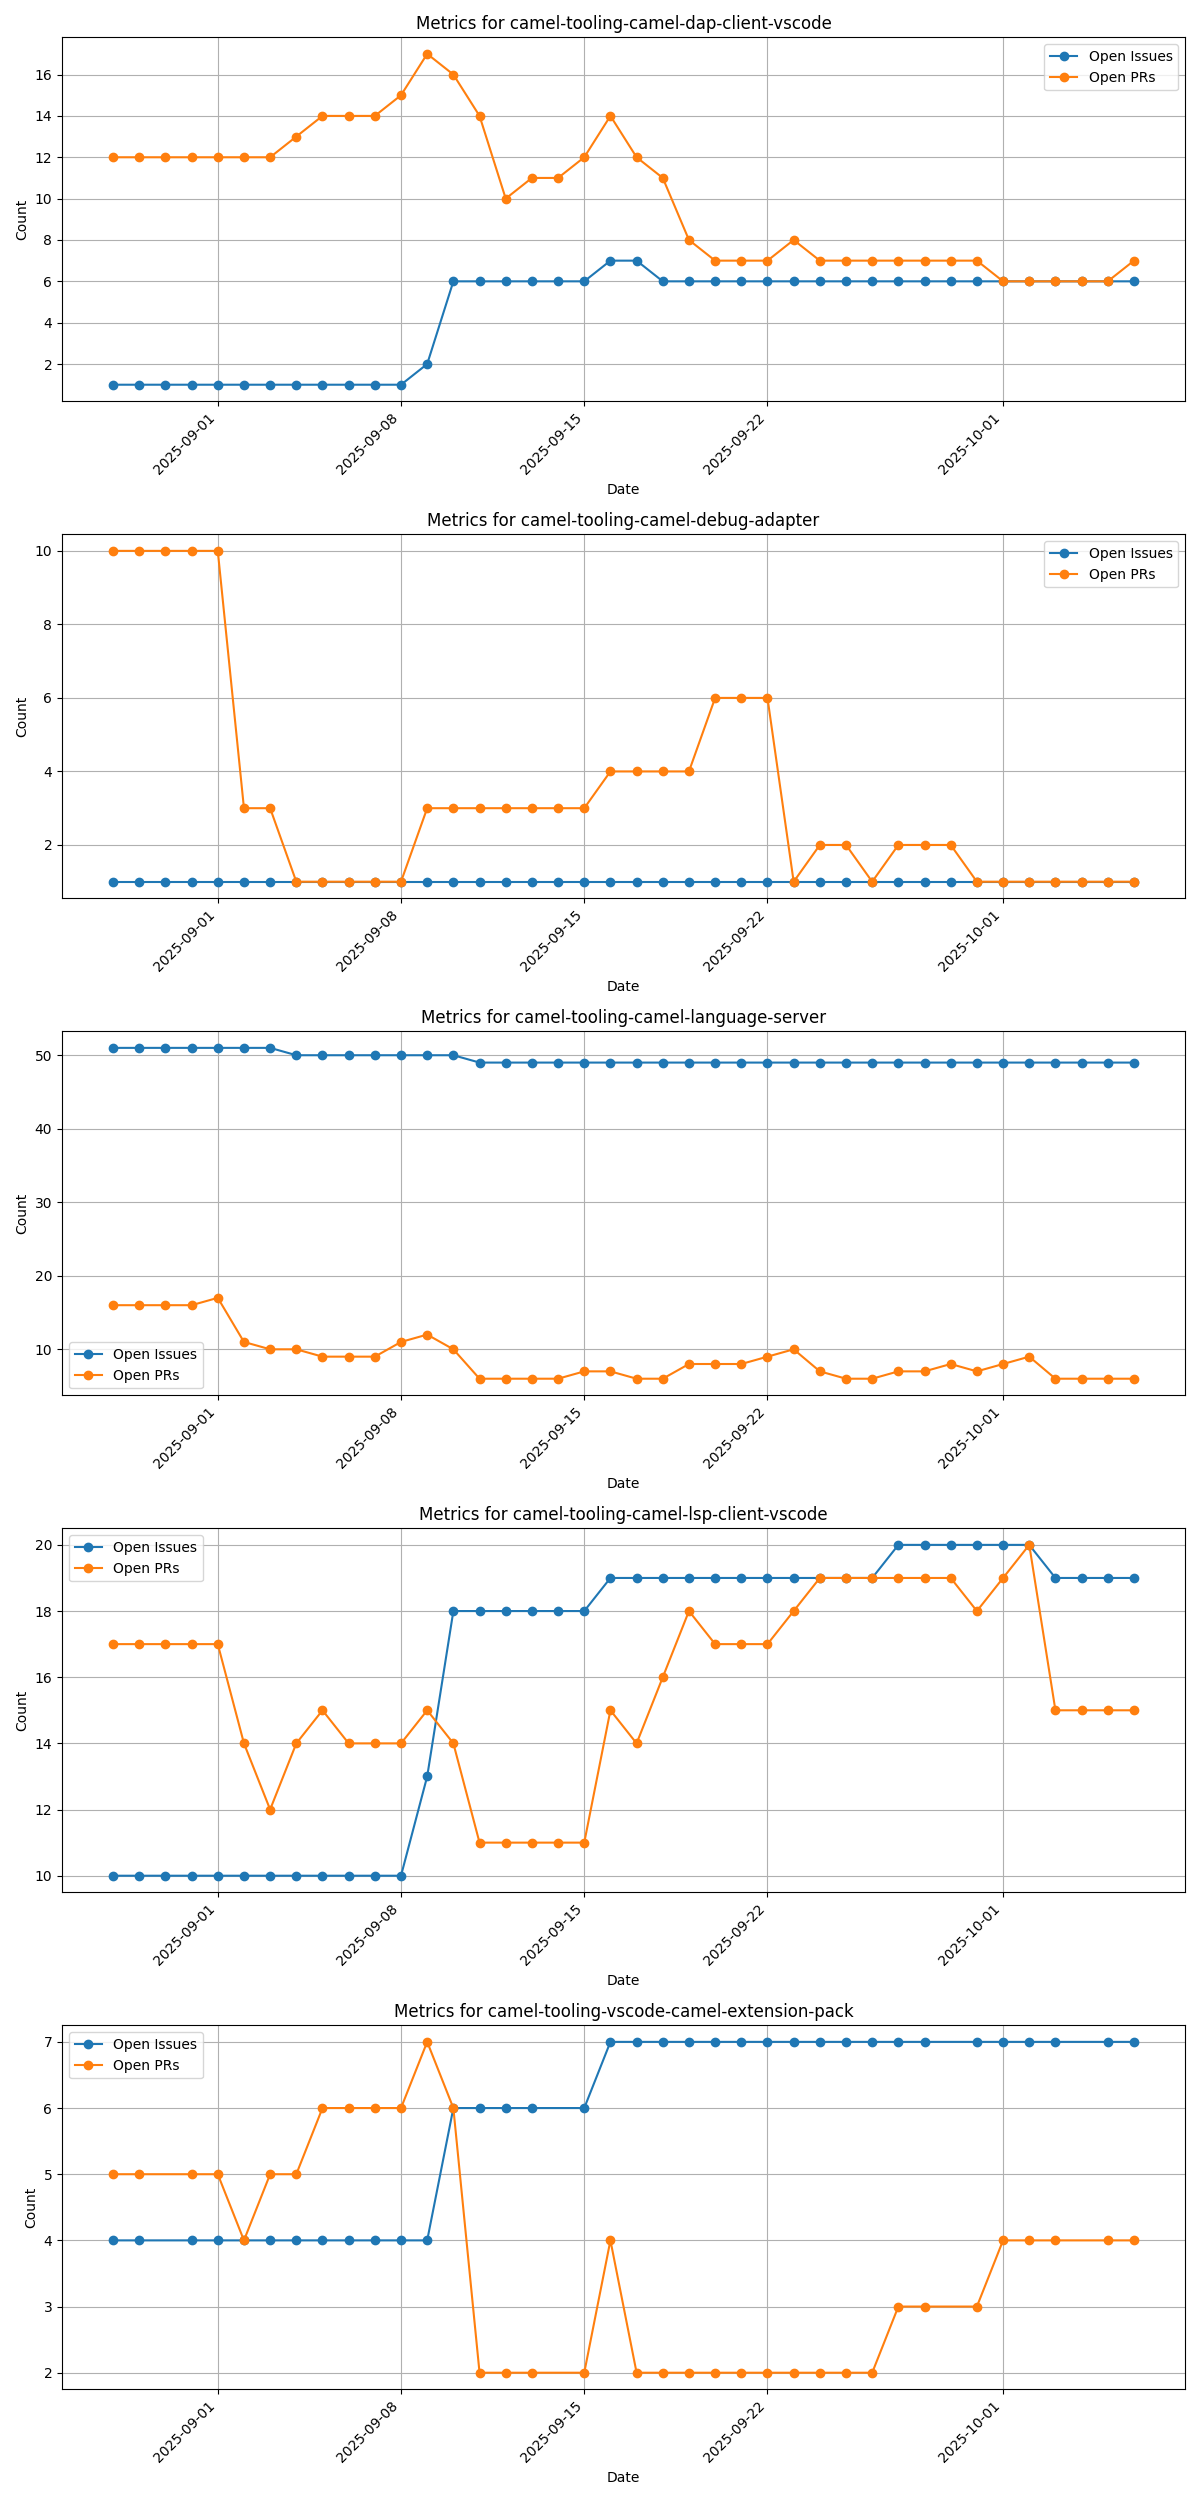 Metrics for camel-tooling-camel-dap-client-vscode
Open Issues
Open PRs
16
14
12
10
8
6
4
2
Count
2025-09-01
2025-09-08
2025-09-15
2025-09-22
2025-10-01
Date
Metrics for camel-tooling-camel-debug-adapter
Open Issues
Open PRs
10
8
6
4
2
Count
2025-09-01
2025-09-08
2025-09-15
2025-09-22
2025-10-01
Date
Metrics for camel-tooling-camel-language-server
50
40
30
20
10
Count
Open Issues
Open PRs
2025-09-01
2025-09-08
2025-09-15
2025-09-22
2025-10-01
Date
Metrics for camel-tooling-camel-lsp-client-vscode
Open Issues
Open PRs
20
18
16
14
12
10
Count
2025-09-01
2025-09-08
2025-09-15
2025-09-22
2025-10-01
Date
Metrics for camel-tooling-vscode-camel-extension-pack
Open Issues
Open PRs
7
6
5
4
3
2
Count
2025-09-01
2025-09-08
2025-09-15
2025-09-22
2025-10-01
Date